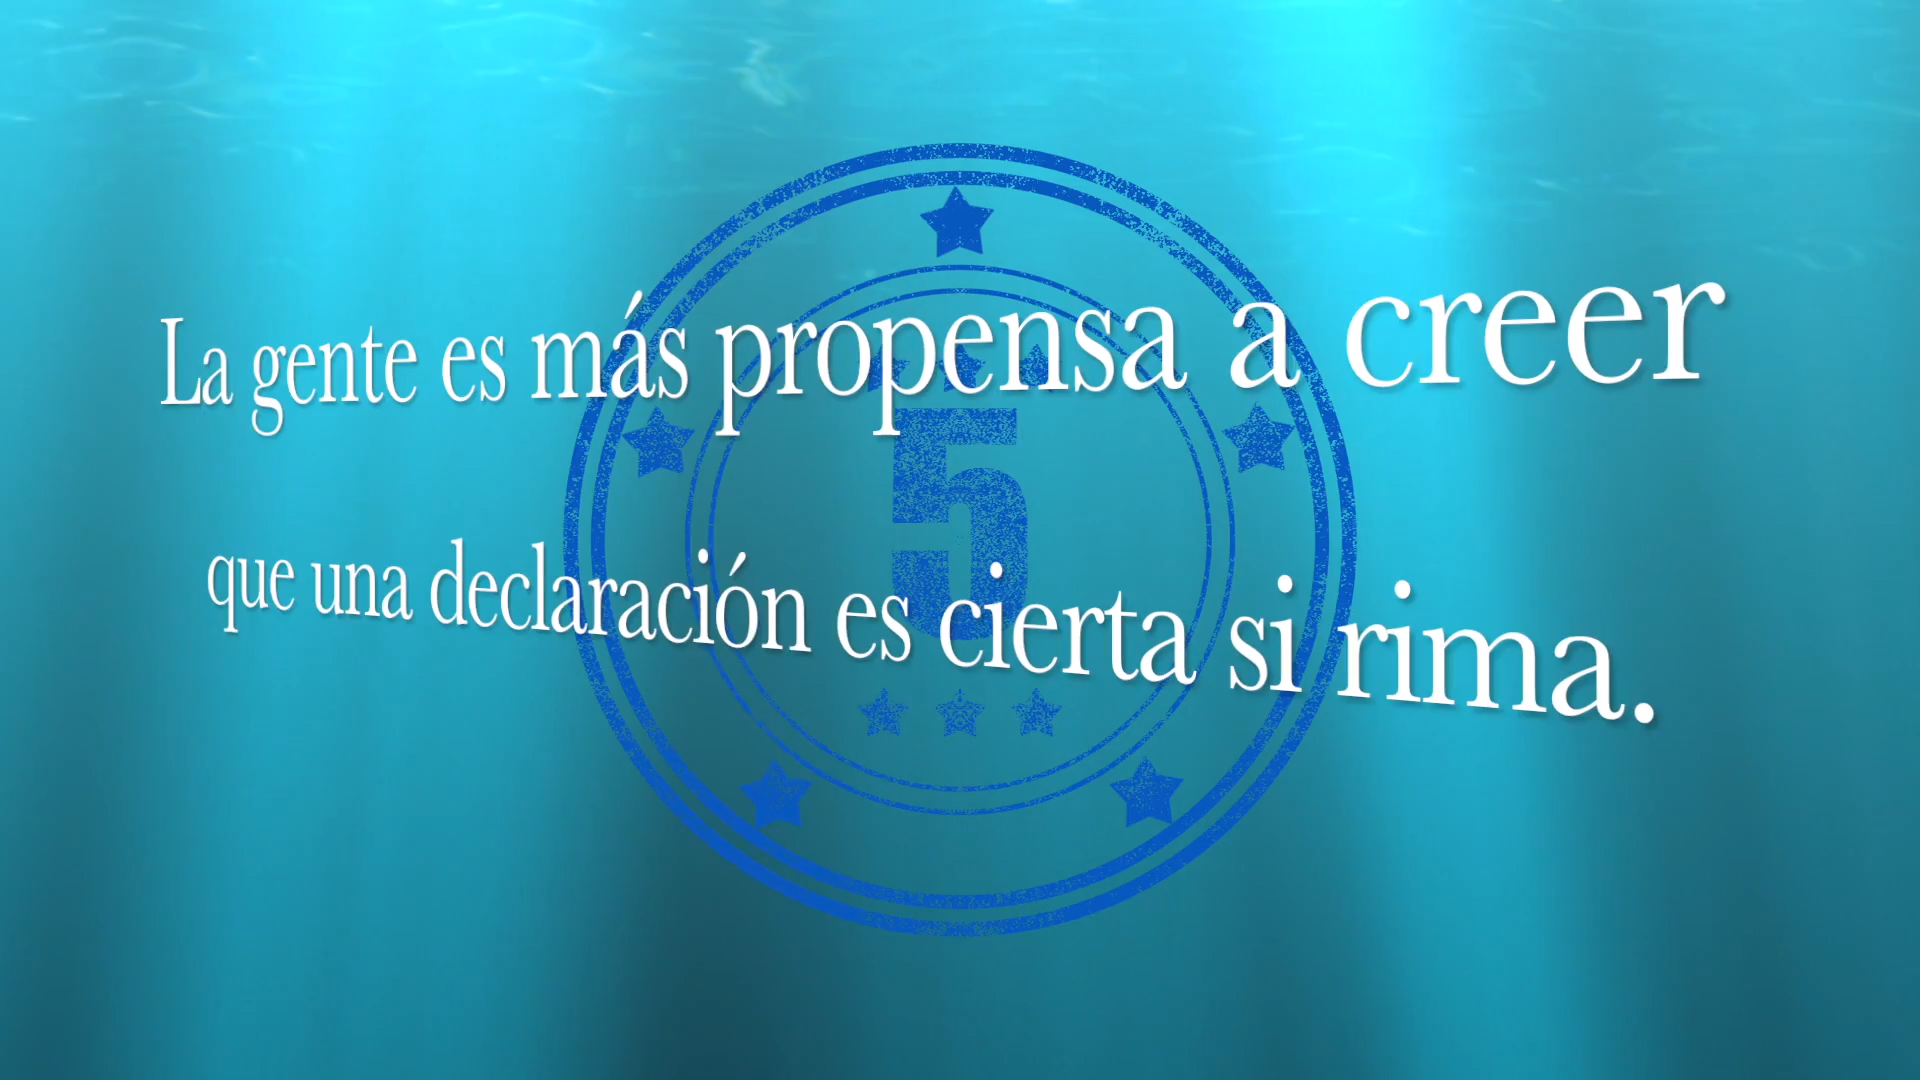 La gente es más propensa a creer
5
que una declaración es cierta si rima.